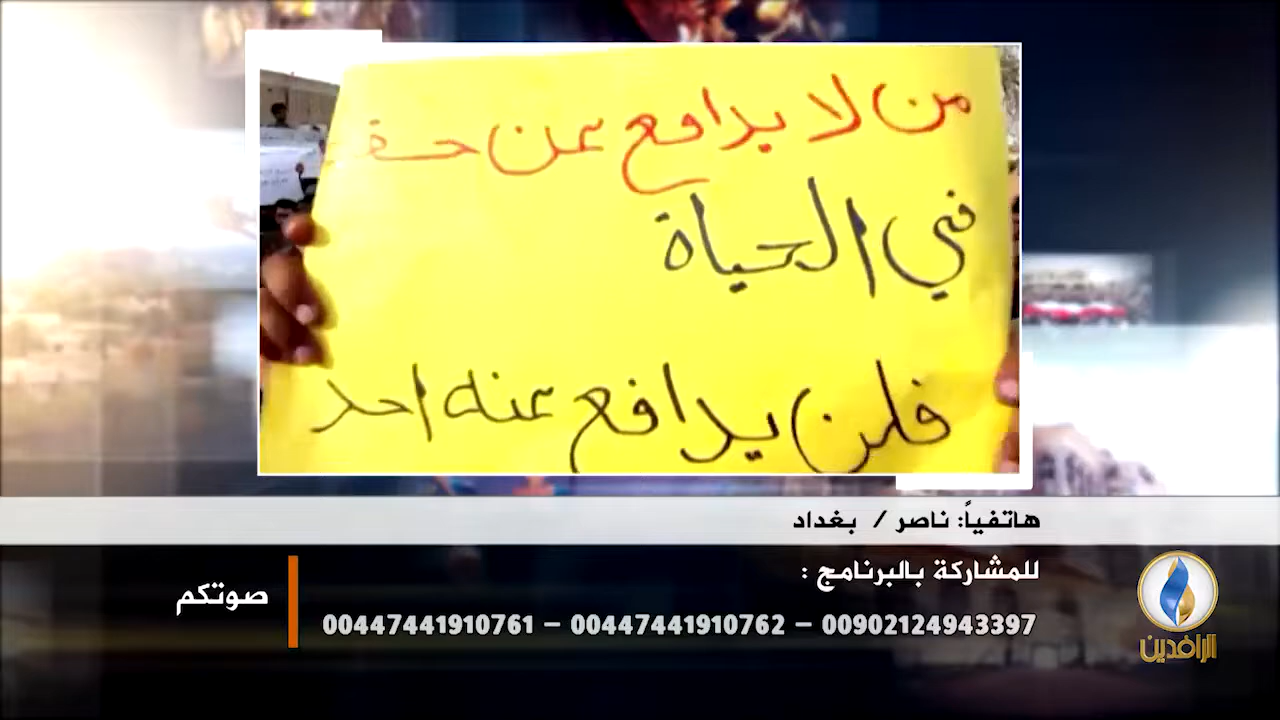 من لا يدافع عن حقه
في الحياة
فلن يدافع عنه احد
هاتفياً: ناصر / بغداد
للمشاركة بالبرنامج :
صوتكم
00447441910761 – 00447441910762 – 00902124943397
الرافدين